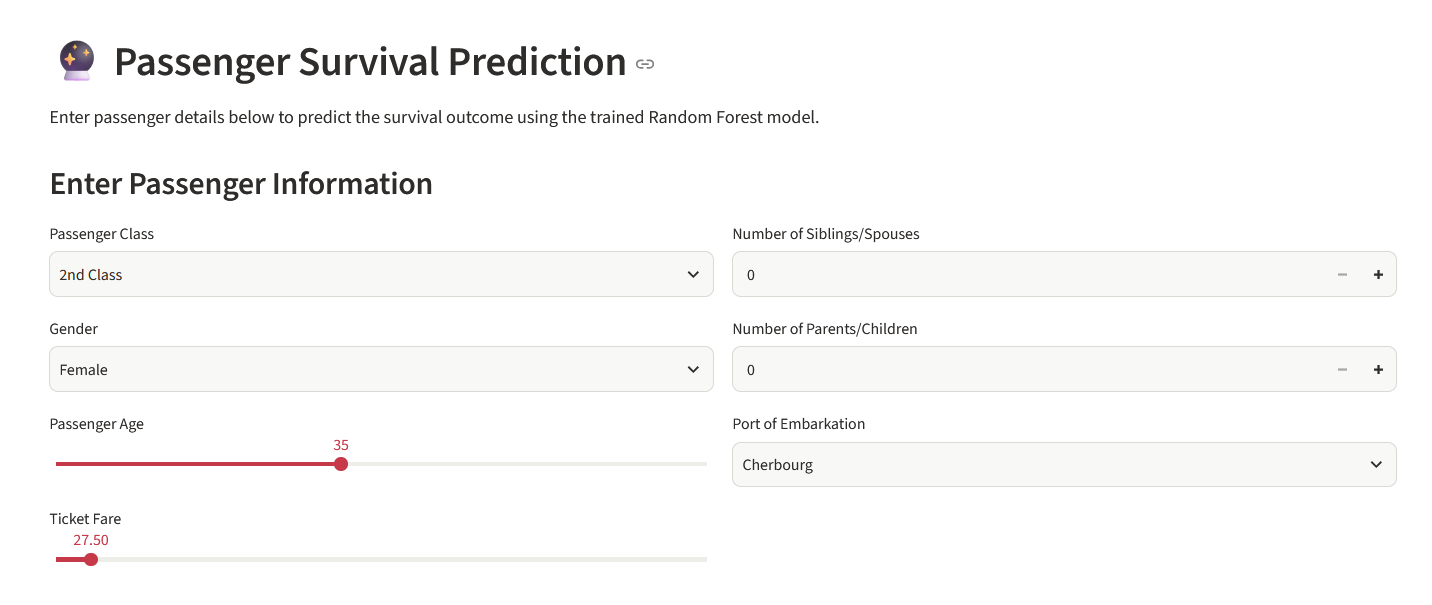 Passenger Survival Prediction
Enter passenger details below to predict the survival outcome using the trained Random Forest model.
Enter Passenger Information
Passenger Class
2nd Class
Gender
Female
Passenger Age
35
Ticket Fare
27.50
Number of Siblings/Spouses
0
Number of Parents/Children
0
Port of Embarkation
Cherbourg